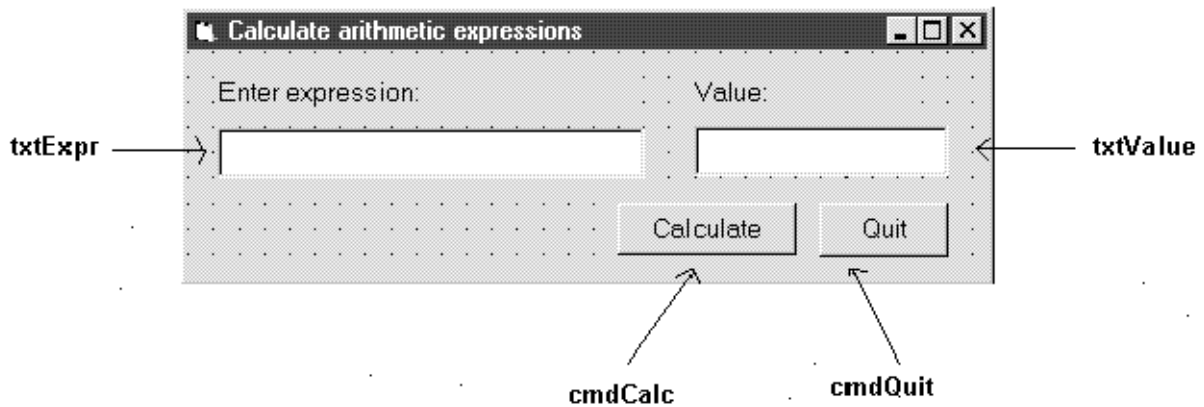 Calculate arithmetic expressions
Enter expression: Value:
txtExpr txtValue
Calculate Quit
cmdCalc cmdQuit